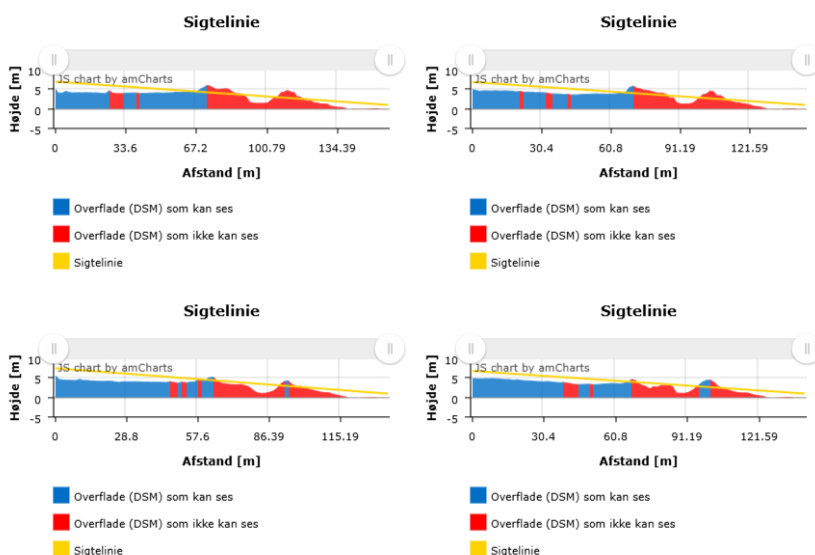 Sigtelinie
JS chart by amCharts
Højde [m]
10
5
0
-5
0 33.6 67.2 100.79 134.39
Afstand [m]
Overflade (DSM) som kan ses
Overflade (DSM) som ikke kan ses
Sigtelinie
Sigtelinie
JS chart by amCharts
Højde [m]
10
5
0
-5
0 30.4 60.8 91.19 121.59
Afstand [m]
Overflade (DSM) som kan ses
Overflade (DSM) som ikke kan ses
Sigtelinie
Sigtelinie
JS chart by amCharts
Højde [m]
10
5
0
-5
0 28.8 57.6 86.39 115.19
Afstand [m]
Overflade (DSM) som kan ses
Overflade (DSM) som ikke kan ses
Sigtelinie
Sigtelinie
JS chart by amCharts
Højde [m]
10
5
0
-5
0 30.4 60.8 91.19 121.59
Afstand [m]
Overflade (DSM) som kan ses
Overflade (DSM) som ikke kan ses
Sigtelinie